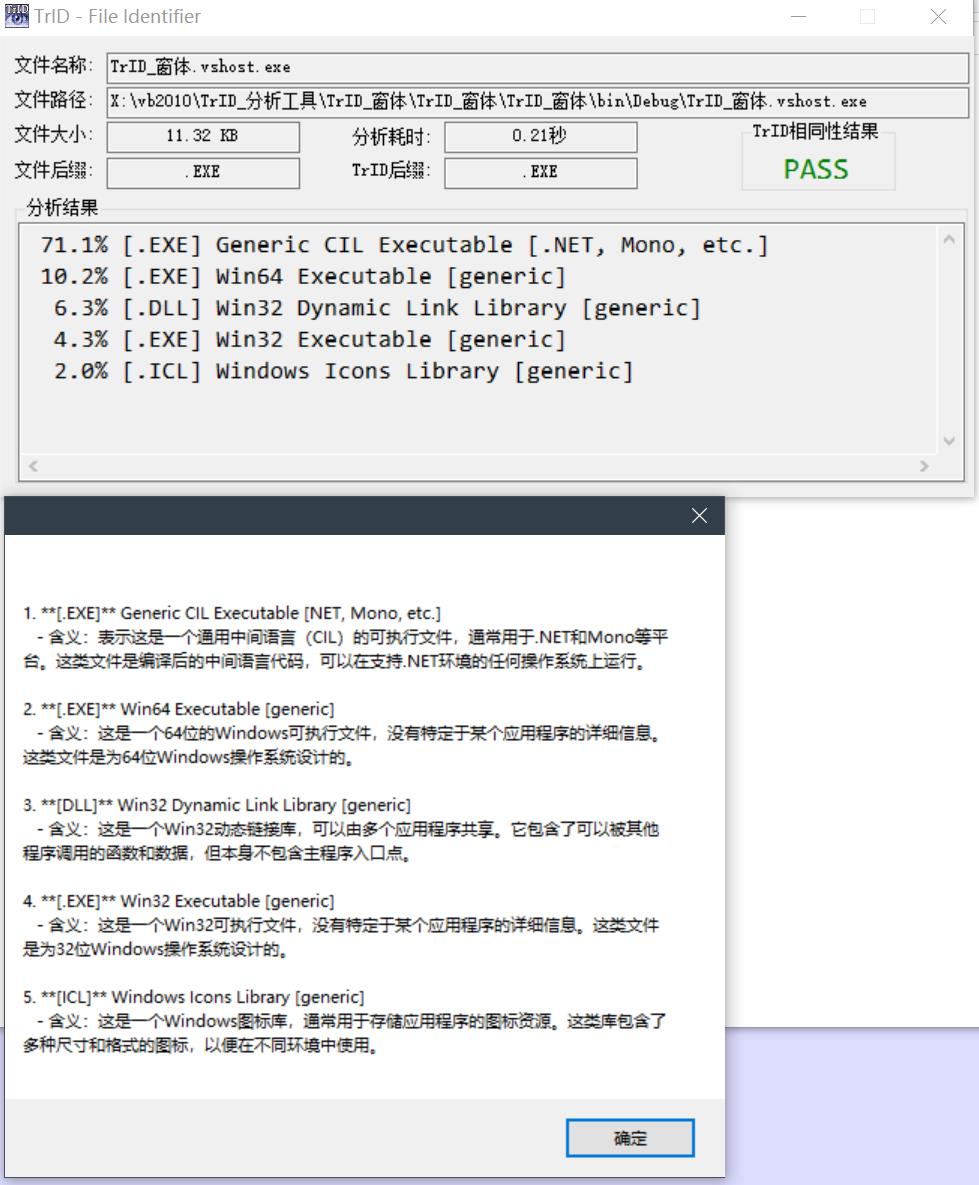 TrID - File Identifier
文件名称: TrID_窗体.vshost.exe
文件路径: X:\vb2010\TrID_分析工具\TrID_窗体\TrID_窗体\TrID_窗体\bin\Debug\TrID_窗体.vshost.exe
文件大小: 11.32 KB 分析耗时: 0.21秒 TrID相同性结果
文件后缀: .EXE TrID后缀: .EXE PASS
分析结果
71.1% [.EXE] Generic CIL Executable [.NET, Mono, etc.]
10.2% [.EXE] Win64 Executable [generic]
6.3% [.DLL] Win32 Dynamic Link Library [generic]
4.3% [.EXE] Win32 Executable [generic]
2.0% [.ICL] Windows Icons Library [generic]
1. **[.EXE]** Generic CIL Executable [NET, Mono, etc.]
- 含义：表示这是一个通用中间语言（CIL）的可执行文件，通常用于.NET和Mono等平
台。这类文件是编译后的中间语言代码，可以在支持.NET环境的任何操作系统上运行。
2. **[.EXE]** Win64 Executable [generic]
- 含义：这是一个64位的Windows可执行文件，没有特定于某个应用程序的详细信息。
这类文件是为64位Windows操作系统设计的。
3. **[DLL]** Win32 Dynamic Link Library [generic]
- 含义：这是一个Win32动态链接库，可以由多个应用程序共享。它包含了可以被其他
程序调用的函数和数据，但本身不包含主程序入口点。
4. **[.EXE]** Win32 Executable [generic]
- 含义：这是一个Win32可执行文件，没有特定于某个应用程序的详细信息。这类文件
是为32位Windows操作系统设计的。
5. **[ICL]** Windows Icons Library [generic]
- 含义：这是一个Windows图标库，通常用于存储应用程序的图标资源。这类库包含了
多种尺寸和格式的图标，以便在不同环境中使用。
确定